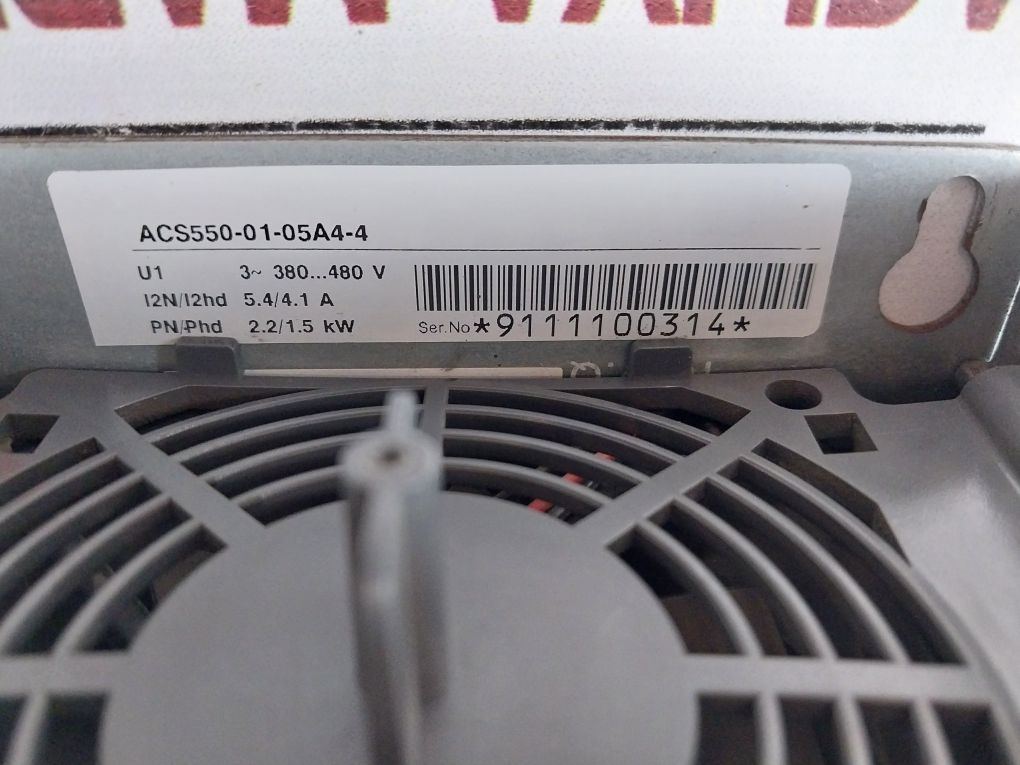 ACS550-01-05A4-4
U1 3~ 380...480 V
I2N/I2hd 5.4/4.1 A
PN/Phd 2.2/1.5 kW
Ser.No *9111100314*